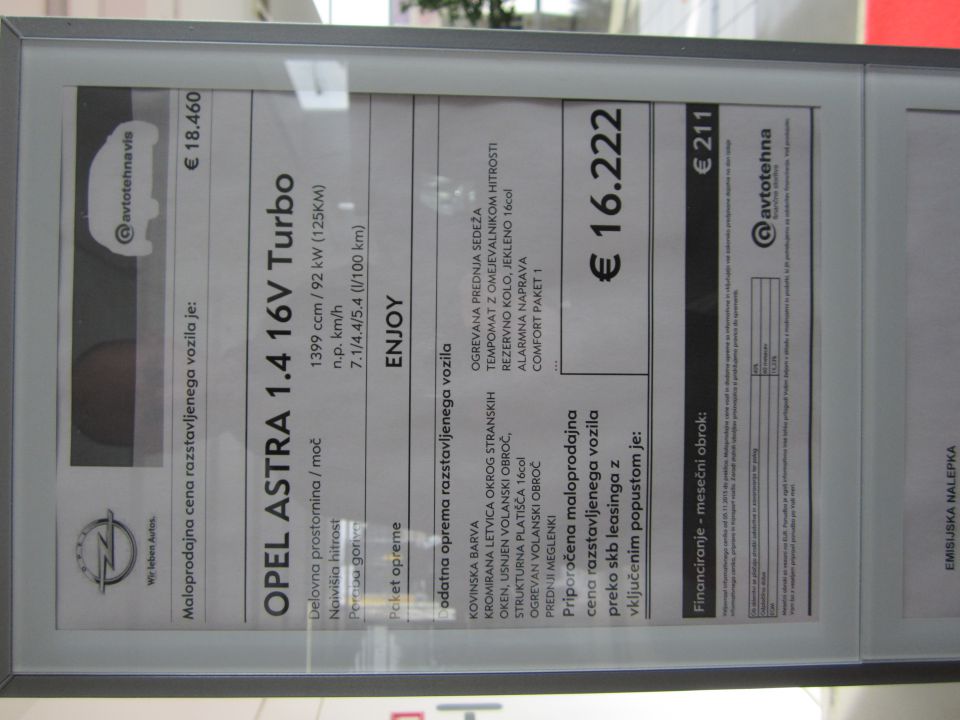 OPEL
Wir leben Autos.
@avtotehnavis
Maloprodajna cena razstavljenega vozila je: € 18.460
OPEL ASTRA 1.4 16V Turbo
Delovna prostornina / moč 1399 ccm / 92 kW (125KM)
Najvišja hitrost n.p. km/h
Poraba goriva 7.1/4.4/5.4 (l/100 km)
Paket opreme ENJOY
Dodatna oprema razstavljenega vozila
KOVINSKA BARVA
KROMIRANA LETVICA OKROG STRANSKIH
OKEN, USNJEN VOLANSKI OBROČ,
STRUKTURNA PLATIŠČA 16col
OGREVAN VOLANSKI OBROČ
PREDNJI MEGLENKI
OGREVANA PREDNJA SEDEŽA
TEMPOMAT Z OMEJEVALNIKOM HITROSTI
REZERVNO KOLO, JEKLENO 16col
ALARMNA NAPRAVA
COMFORT PAKET 1
...
Priporočena maloprodajna
cena razstavljenega vozila
preko skb leasinga z
vključenim popustom je:
€ 16.222
Financiranje - mesečni obrok: € 211
@avtotehna
finančne storitve
EMISIJSKA NALEPKA